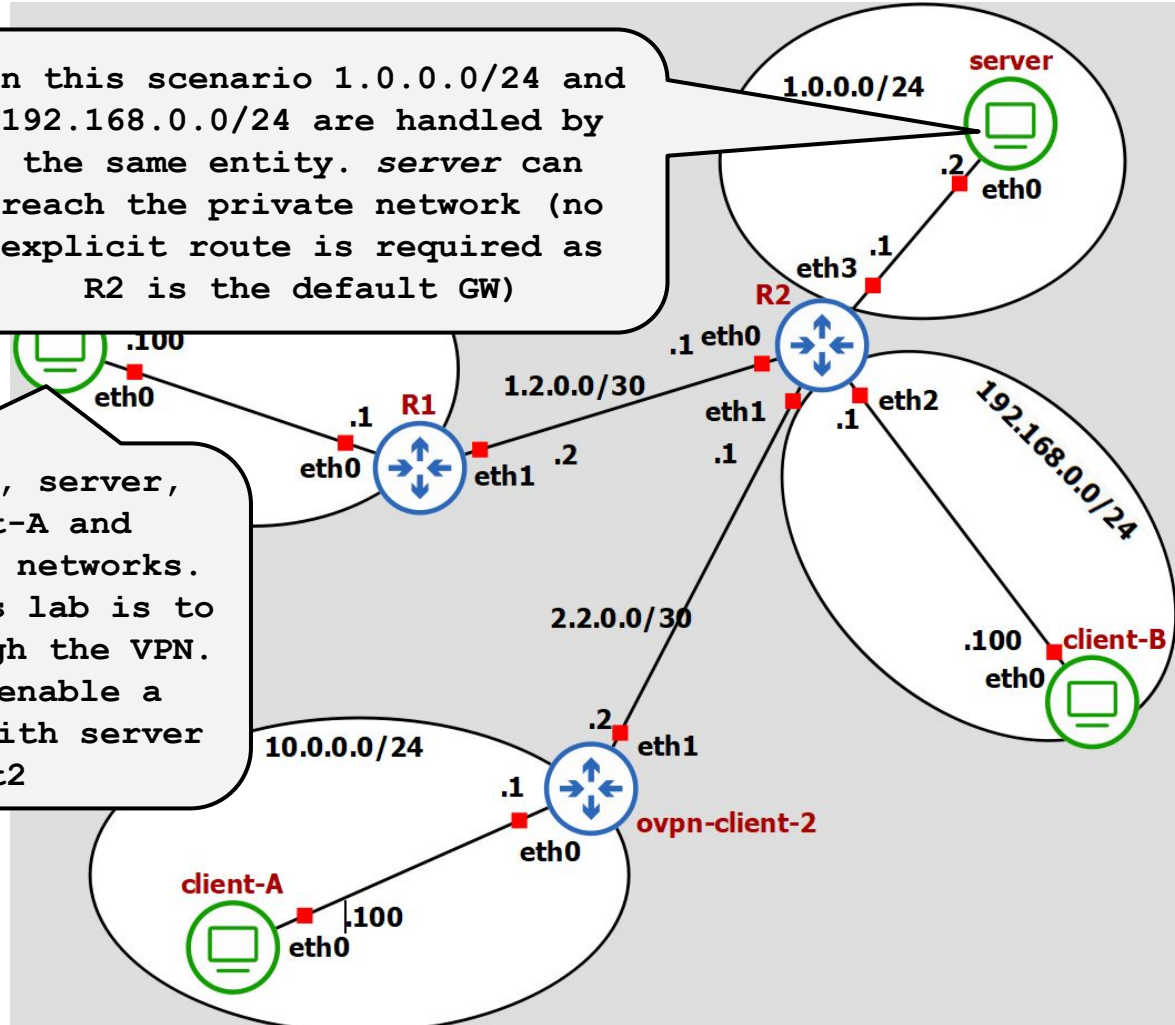 n this scenario 1.0.0.0/24 and
192.168.0.0/24 are handled by
the same entity. server can
reach the private network (no
explicit route is required as
R2 is the default GW)
server
1.0.0.0/24
.2
eth0
.1
eth3
R2
.1 eth0
.100
eth0
1.2.0.0/30
.1
R1
eth0
eth1
.2
eth1
.1
eth2
.1
192.168.0.0/24
, server,
t-A and
networks.
s lab is to
gh the VPN.
enable a
ith server
t2
2.2.0.0/30
.100
client-B
eth0
.2
eth1
10.0.0.0/24
.1
ovpn-client-2
eth0
client-A
.100
eth0